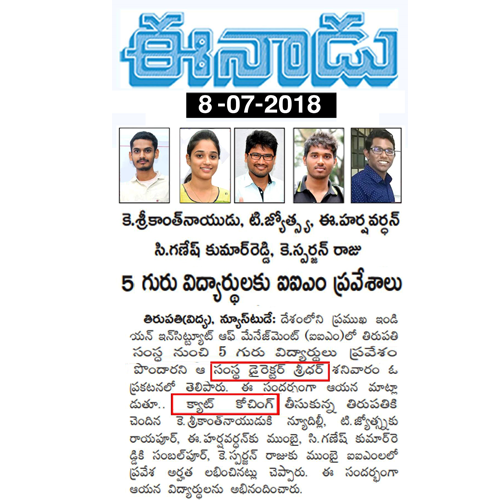 ఈనాడు
8-07-2018
కె.శ్రీకాంత్‌నాయుడు, టి.జ్యోత్స్న, ఈ.హర్షవర్ధన్
సి.గణేష్ కుమార్‌రెడ్డి, కె.స్పర్జన్ రాజు
5 గురు విద్యార్థులకు ఐఐఎం ప్రవేశాలు
తిరుపతి(విద్య), న్యూస్‌టుడే: దేశంలోని ప్రముఖ ఇండి
యన్ ఇన్‌స్టిట్యూట్ ఆఫ్ మేనేజ్‌మెంట్ (ఐఐఎం)లో తిరుపతి
సంస్థ నుంచి 5 గురు విద్యార్థులు ప్రవేశం
పొందారని ఆ సంస్థ డైరెక్టర్ శ్రీధర్ శనివారం ఓ
ప్రకటనలో తెలిపారు. ఈ సందర్భంగా ఆయన మాట్లా
డుతూ.. క్యాట్ కోచింగ్ తీసుకున్న తిరుపతికి
చెందిన కె.శ్రీకాంత్‌నాయుడుకి న్యూఢిల్లీ, టి.జ్యోత్స్నకు
రాయపూర్, ఈ.హర్షవర్ధన్‌కు ముంబై, సి.గణేష్ కుమార్‌రె
డ్డికి సంబల్‌పూర్, కె.స్పర్జన్ రాజుకు ముంబై ఐఐఎంలలో
ప్రవేశ అర్హత లభించినట్లు చెప్పారు. ఈ సందర్భంగా
ఆయన విద్యార్థులను అభినందించారు.